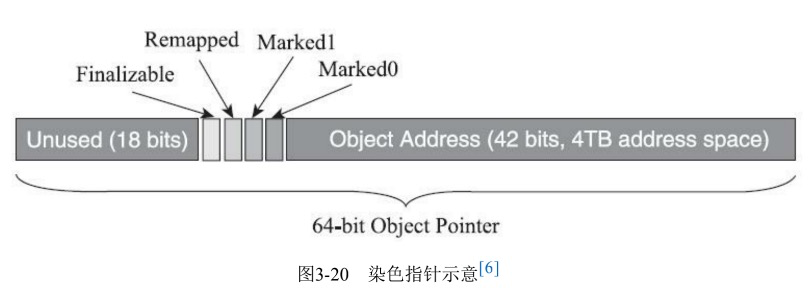 Remapped Marked1
Finalizable Marked0
Unused (18 bits) Object Address (42 bits, 4TB address space)
64-bit Object Pointer
图3-20 染色指针示意[6]